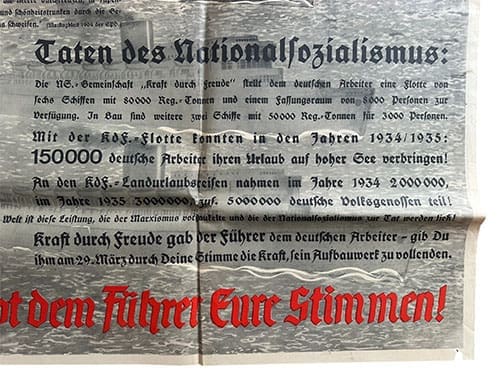 und schönheitstrunken durch die Ge-
Taten des Nationalsozialismus:
Die NS.-Gemeinschaft „Kraft durch Freude" stellt dem deutschen Arbeiter eine Flotte von
sechs Schiffen mit 80000 Reg.-Tonnen und einem Fassungsraum von 8000 Personen zur
Verfügung. In Bau sind weitere zwei Schiffe mit 50000 Reg.-Tonnen für 3000 Personen.
Mit der KdF.-Flotte konnten in den Jahren 1934/1935:
150000 deutsche Arbeiter ihren Urlaub auf hoher See verbringen!
An den KdF.-Landurlaubsreisen nahmen im Jahre 1934 2000000,
im Jahre 1935 3000000, zus. 5000000 deutsche Volksgenossen teil!
Welt ist diese Leistung, die der Marxismus vorgaukelte und die der Nationalsozialismus zur Tat werden ließ!
Kraft durch Freude gab der Führer dem deutschen Arbeiter - gib Du
ihm am 29. März durch Deine Stimme die Kraft, sein Aufbauwerk zu vollenden.
dem Führer Eure Stimmen!